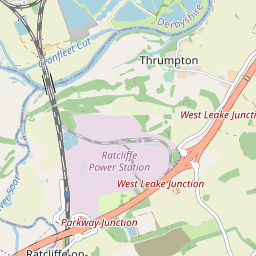 Derbyshire
Cranfleet Cut
Thrumpton
West Leake Junction
Ratcliffe
Power Station
West Leake Junction
Parkway Junction
Ratcliffe-on-